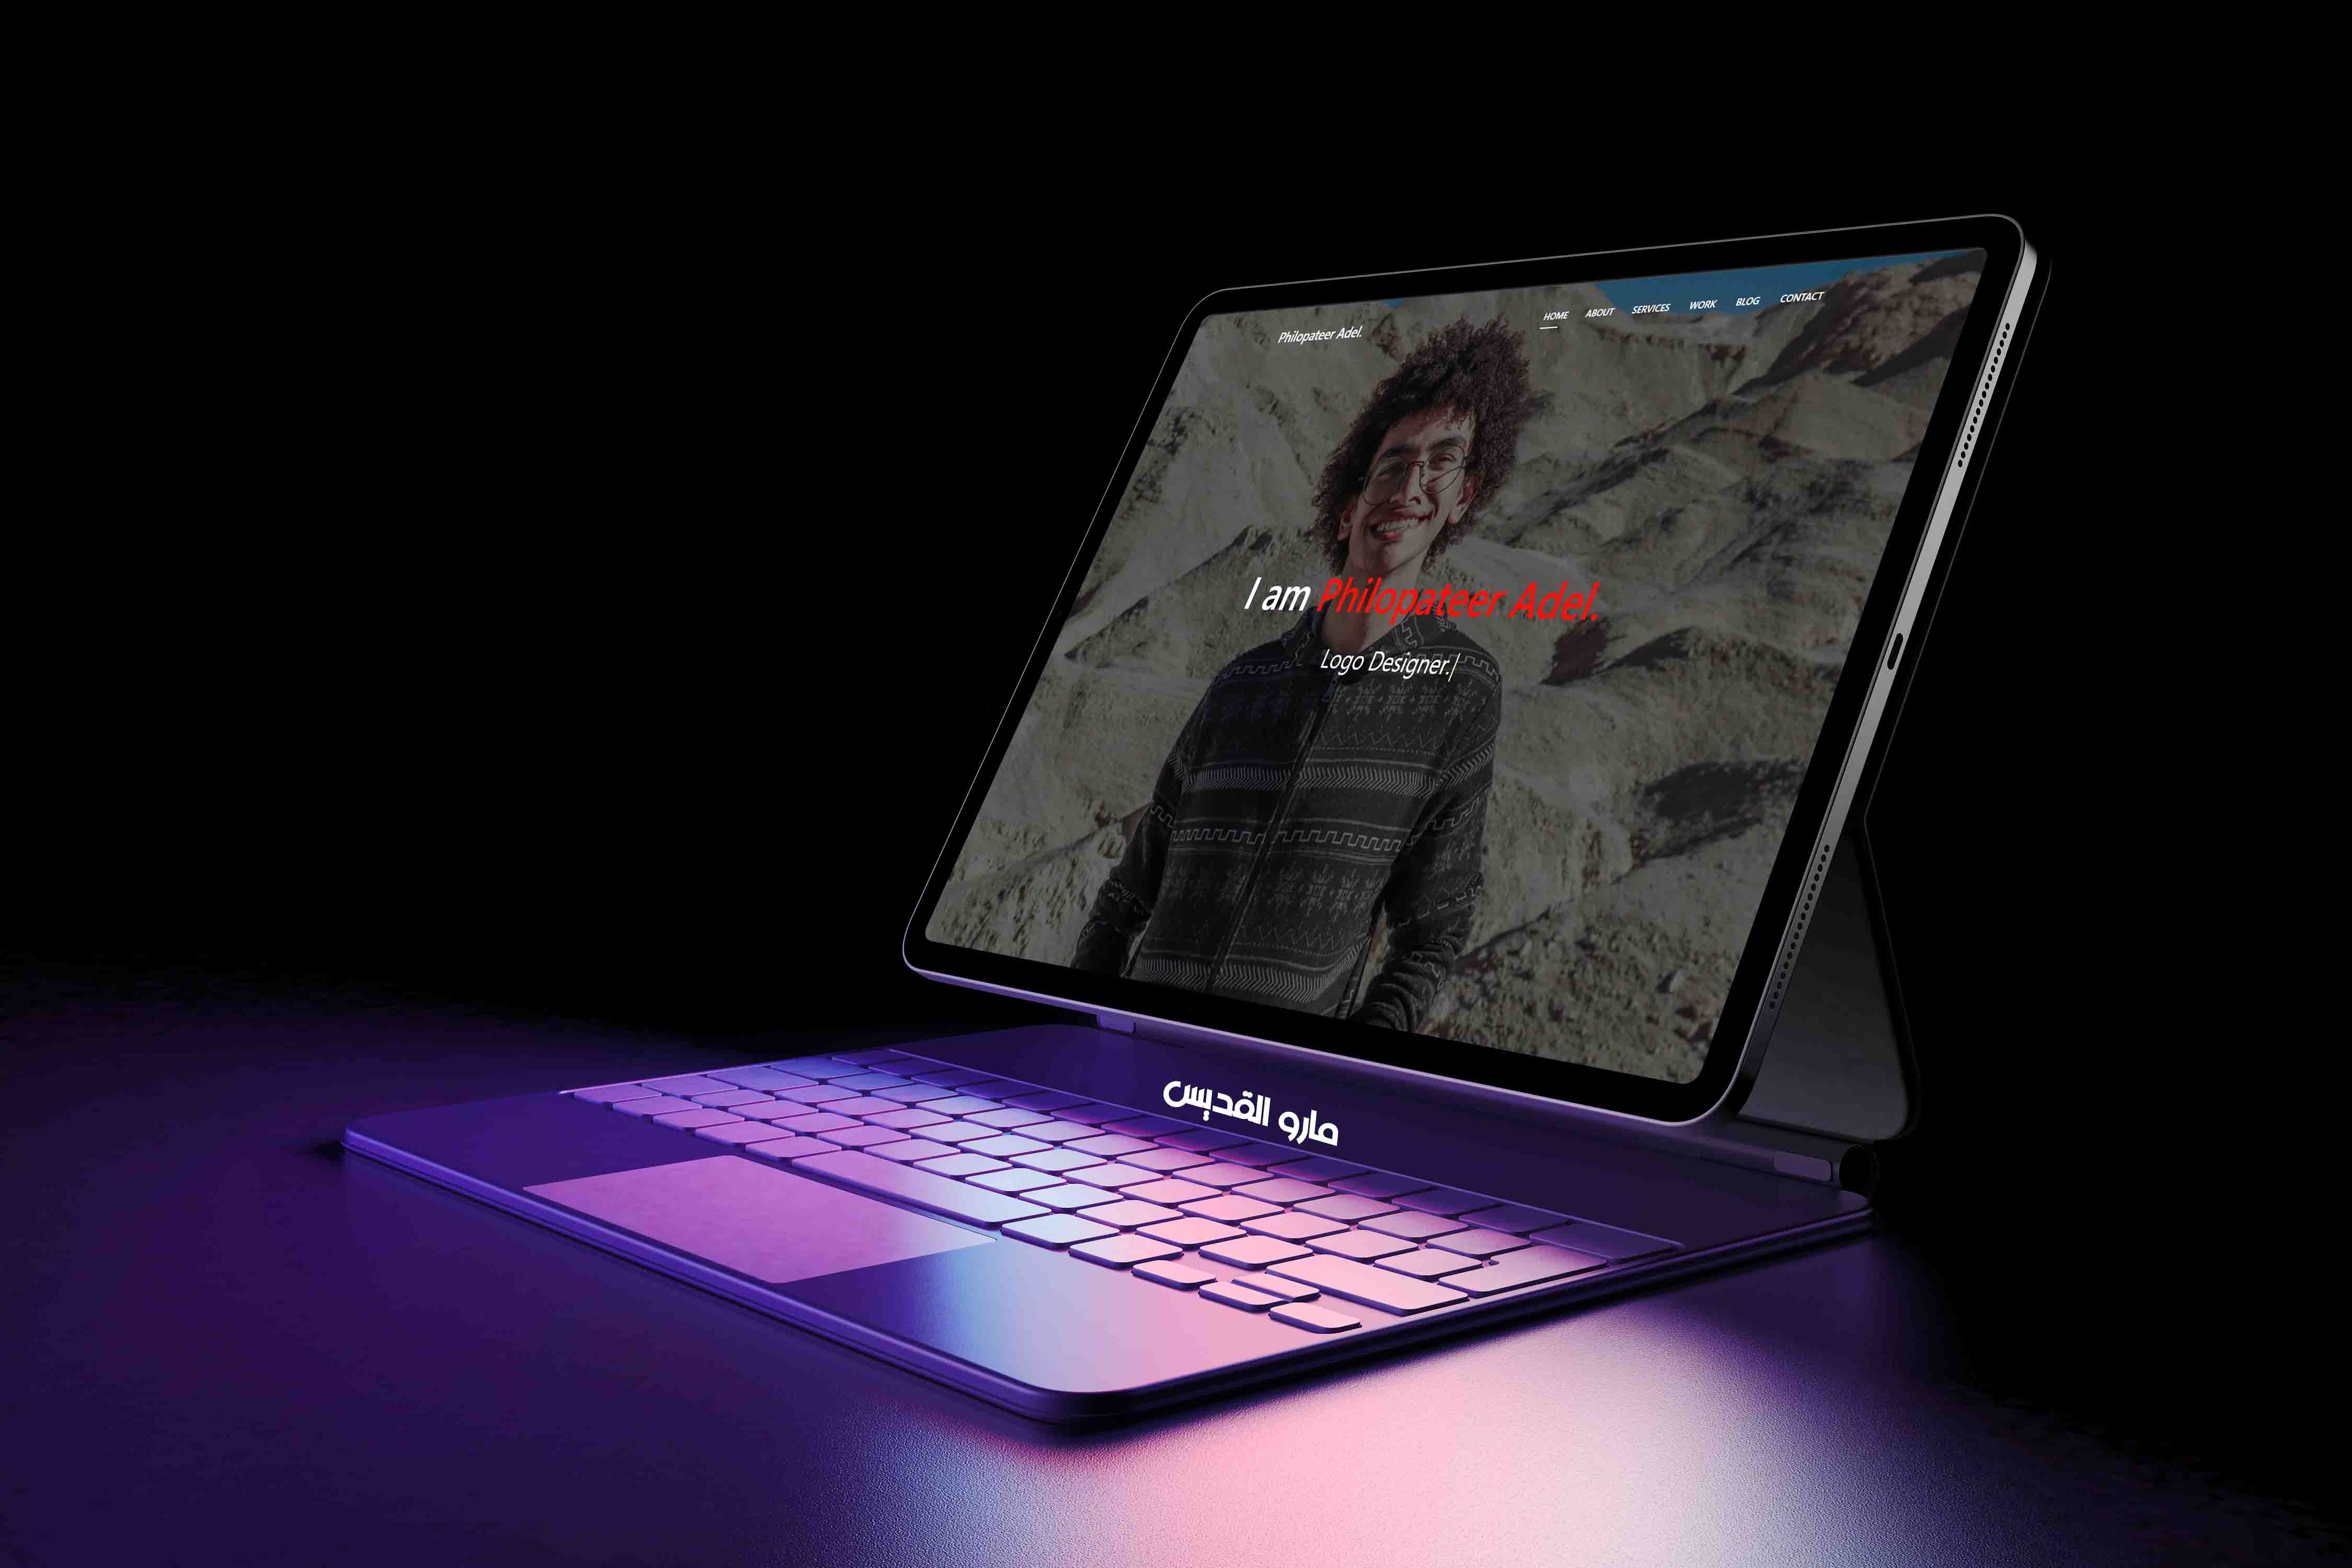 Philopateer Adel.
HOME ABOUT SERVICES WORK BLOG CONTACT
I am Philopateer Adel.
Logo Designer.|
مارو القديس